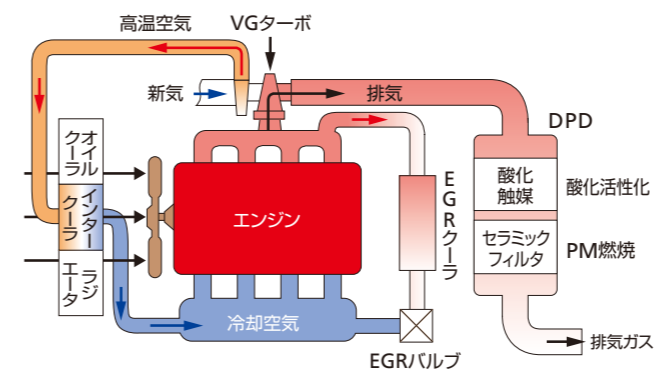 高温空気
VGターボ
新気
排気
DPD
オイル
クーラ
インター
クーラ
ラジ
エータ
エンジン
EGRクーラ
酸化
触媒
酸化活性化
セラミック
フィルタ
PM燃焼
冷却空気
EGRバルブ
排気ガス